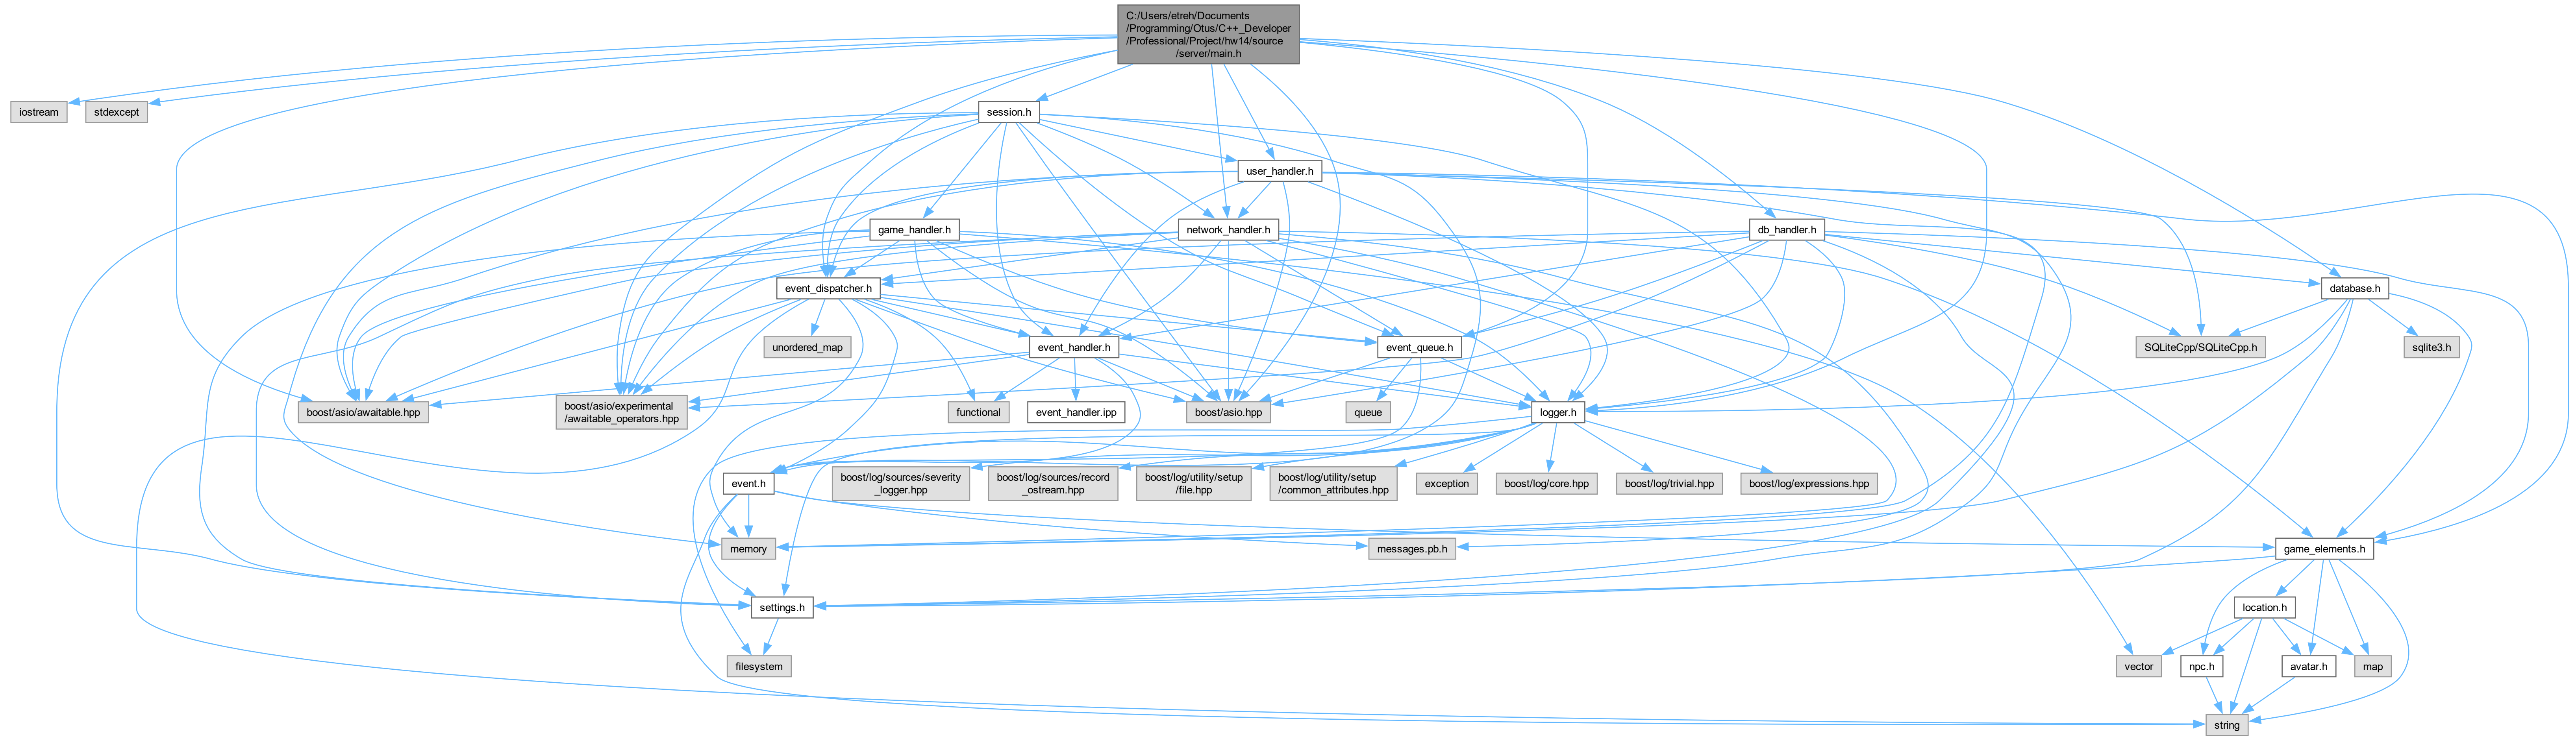 C:/Users/etreh/Documents
/Programming/Otus/C++_Developer
/Professional/Project/hw14/source
/server/main.h
iostream
stdexcept
session.h
user_handler.h
game_handler.h
network_handler.h
db_handler.h
event_dispatcher.h
database.h
unordered_map
event_handler.h
event_queue.h
SQLiteCpp/SQLiteCpp.h
sqlite3.h
boost/asio/awaitable.hpp
boost/asio/experimental
/awaitable_operators.hpp
functional
event_handler.ipp
boost/asio.hpp
queue
logger.h
event.h
boost/log/sources/severity
_logger.hpp
boost/log/sources/record
_ostream.hpp
boost/log/utility/setup
/file.hpp
boost/log/utility/setup
/common_attributes.hpp
exception
boost/log/core.hpp
boost/log/trivial.hpp
boost/log/expressions.hpp
memory
messages.pb.h
game_elements.h
settings.h
location.h
filesystem
vector
npc.h
avatar.h
map
string